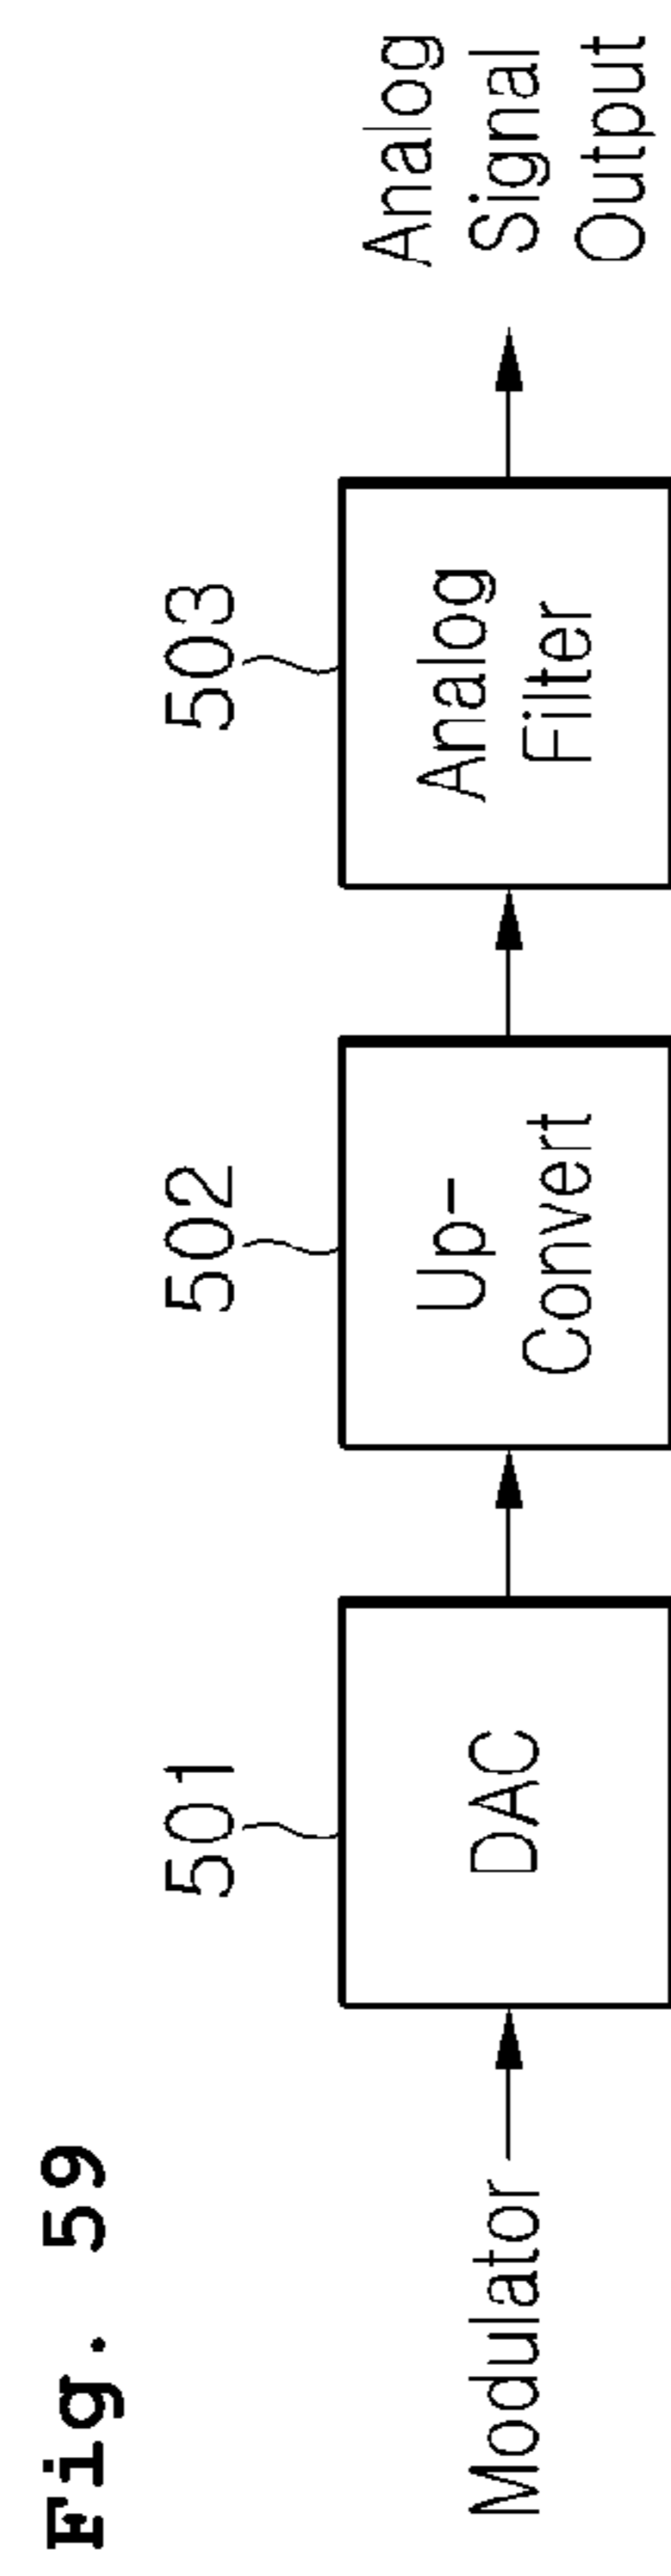 Fig. 59
Modulator
501
DAC
502
Up-
Convert
503
Analog
Filter
Analog
Signal
Output